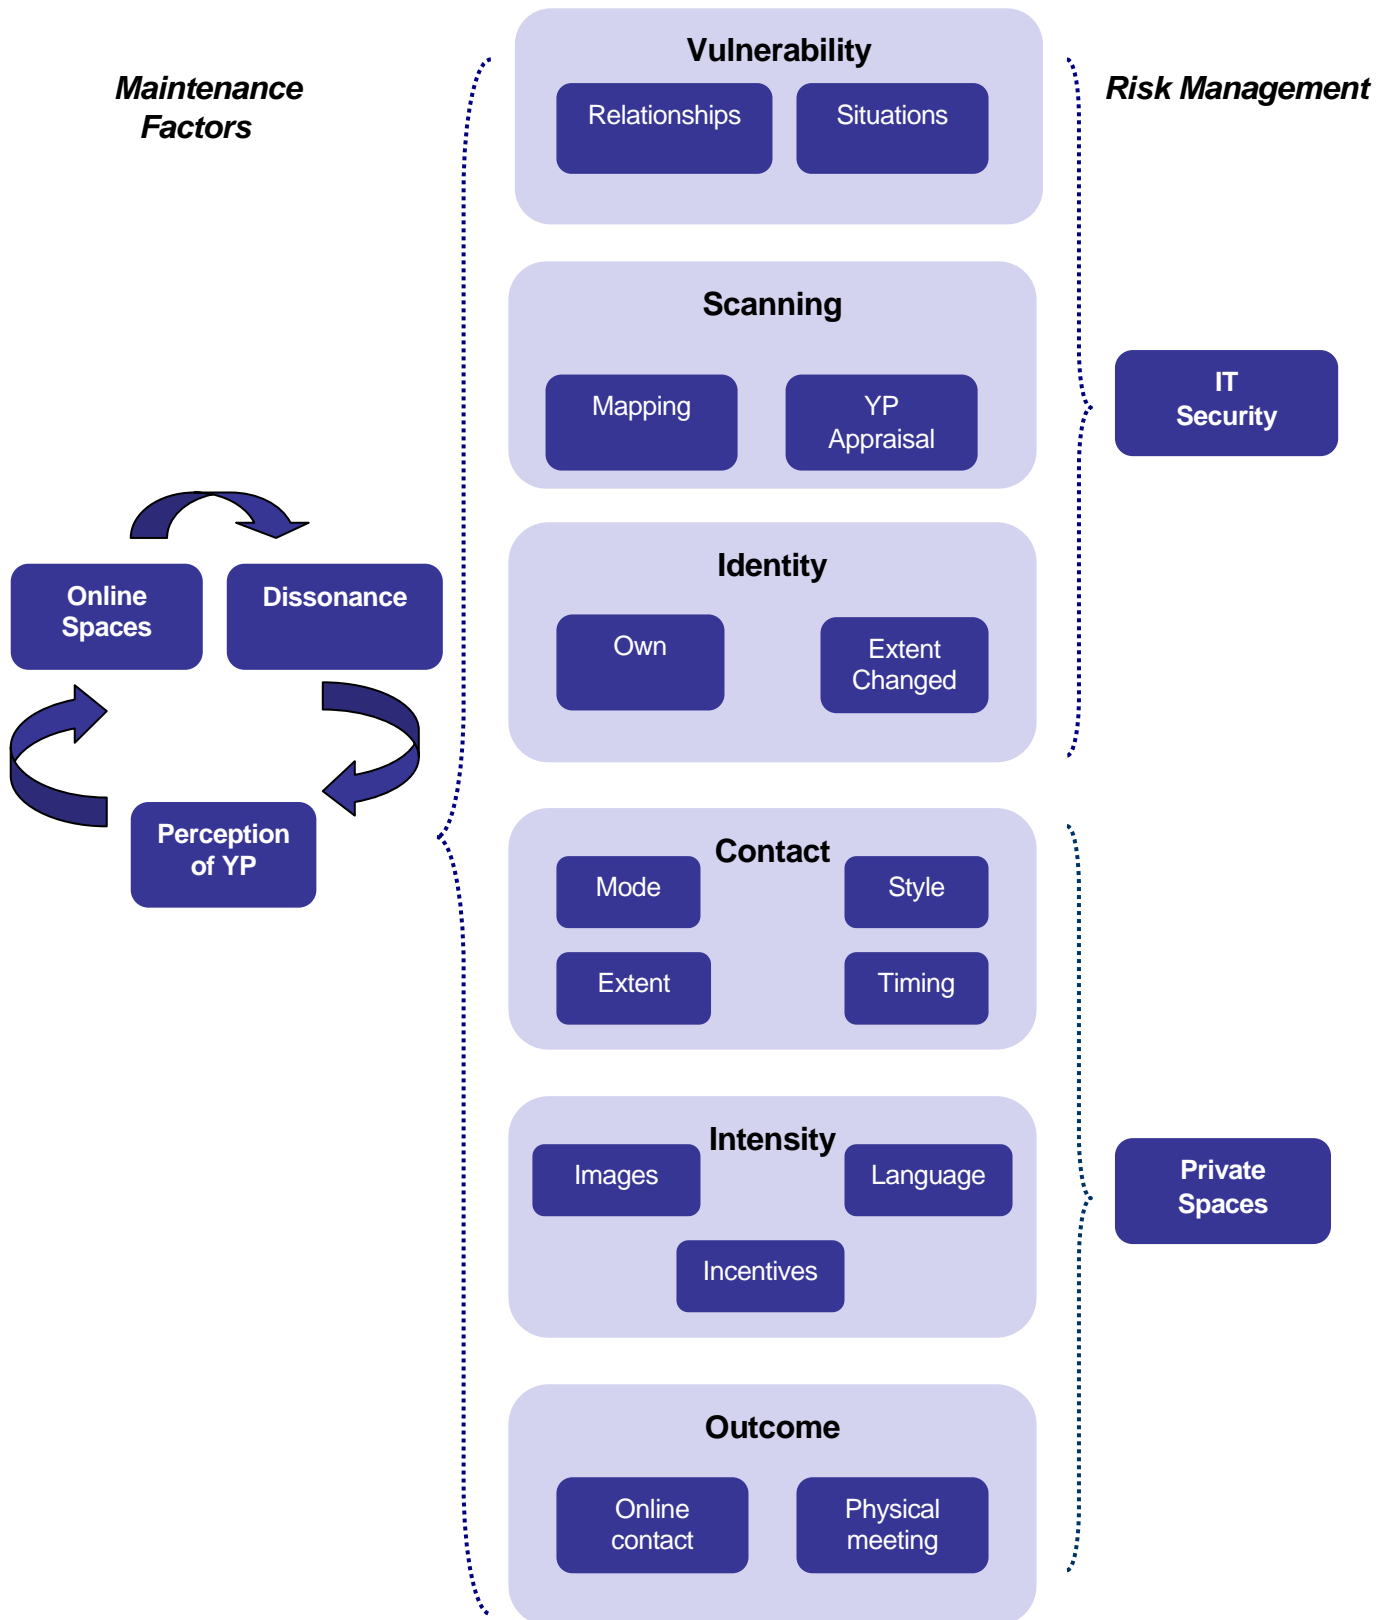 Maintenance
Factors
Online
Spaces
Dissonance
Perception
of YP
Vulnerability
Relationships
Situations
Scanning
Mapping
YP
Appraisal
Identity
Own
Extent
Changed
Contact
Mode
Style
Extent
Timing
Intensity
Images
Language
Incentives
Outcome
Online
contact
Physical
meeting
Risk Management
IT
Security
Private
Spaces